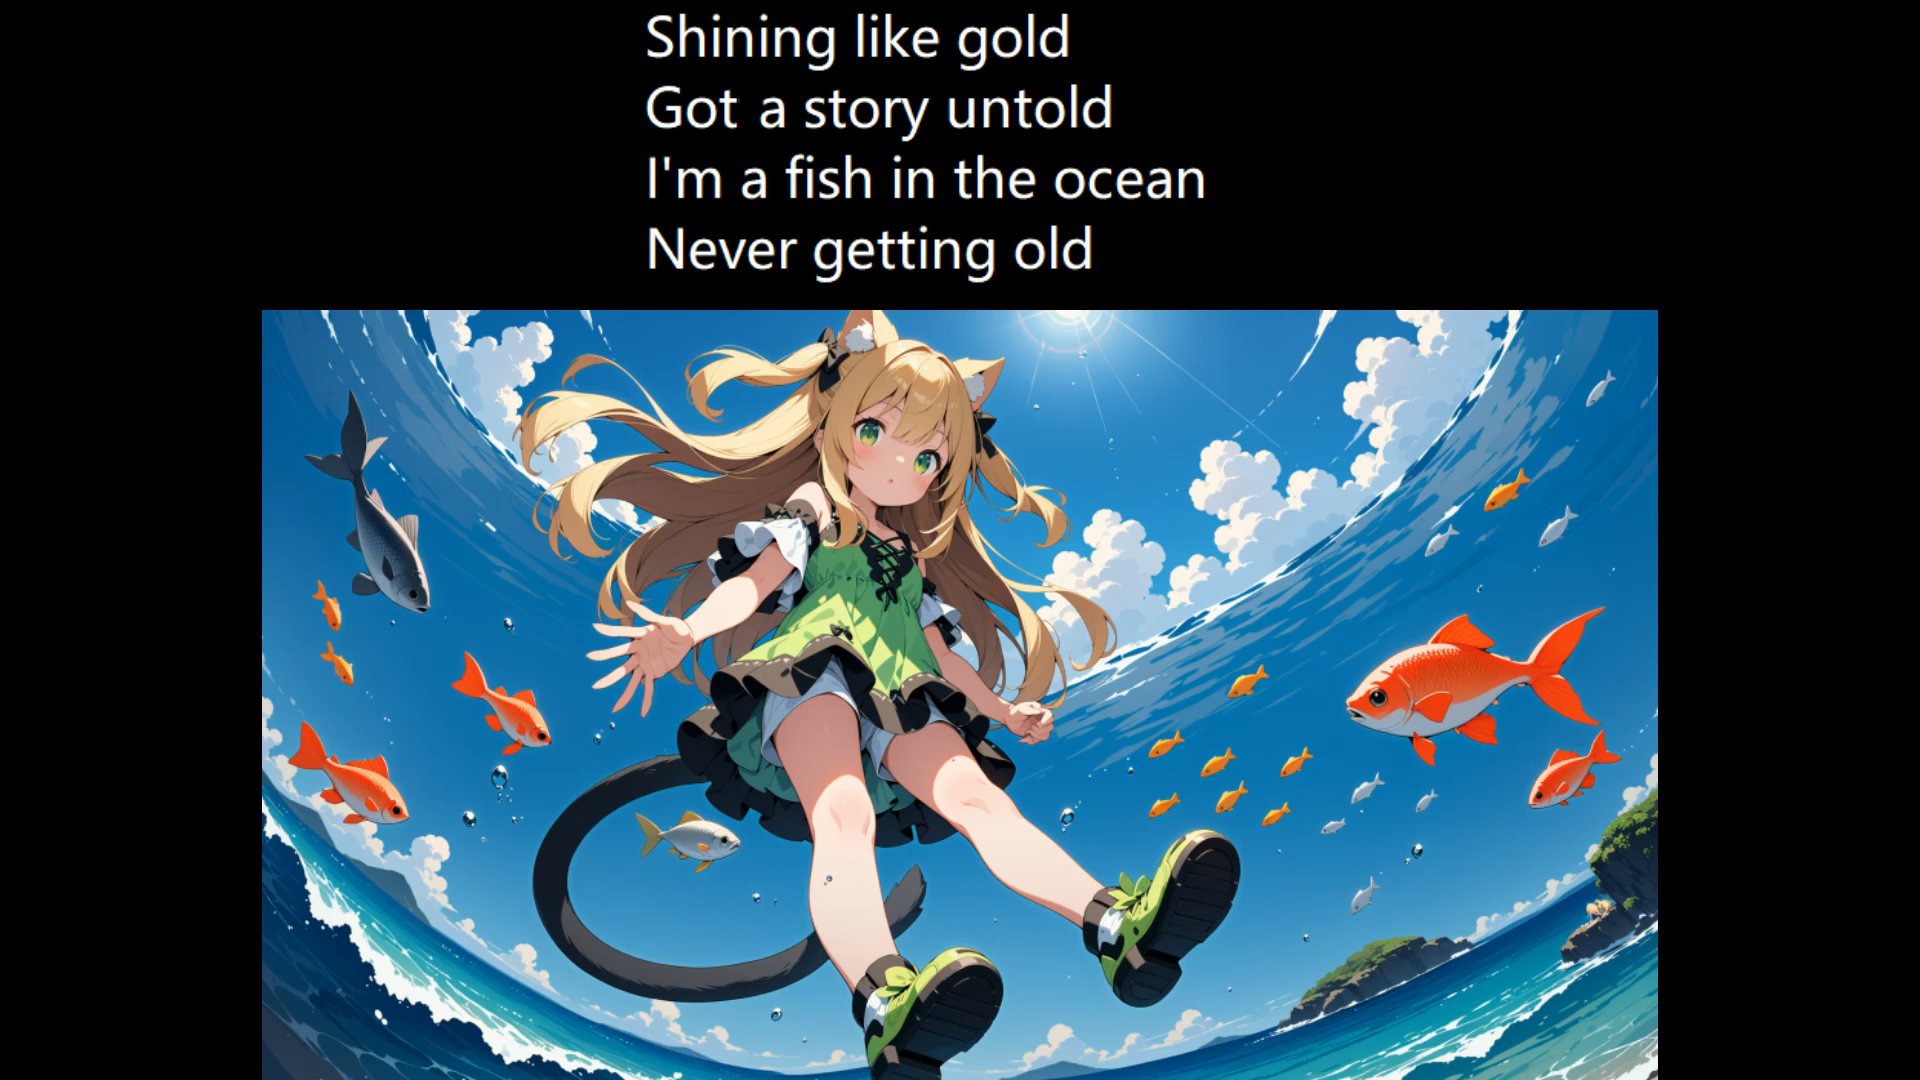 Shining like gold
Got a story untold
I'm a fish in the ocean
Never getting old